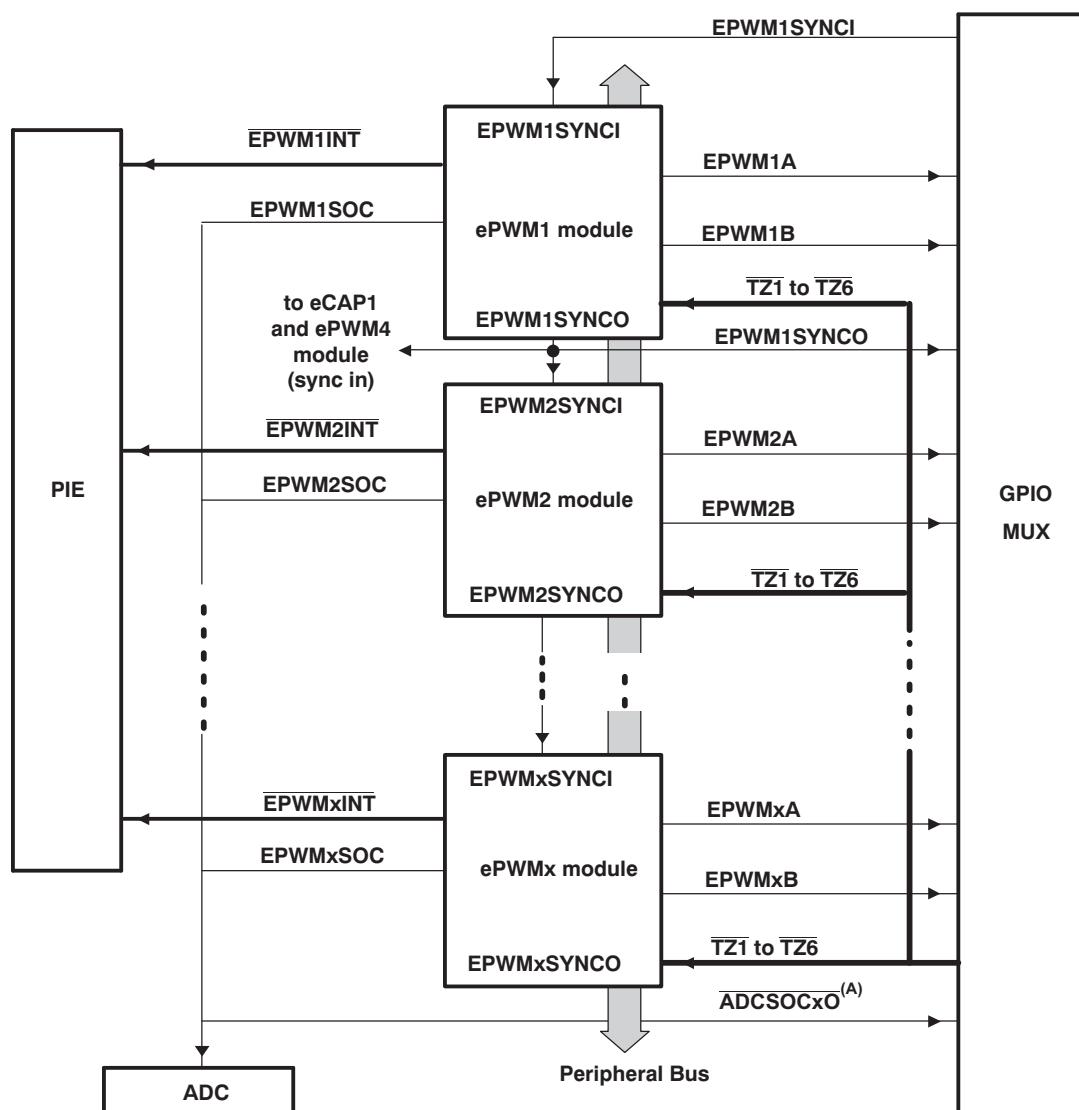 EPWM1SYNCI
EPWM1SYNCI
EPWM1INT
EPWM1A
EPWM1SOC
ePWM1 module
EPWM1B
TZ1 to TZ6
to eCAP1
and ePWM4
module
(sync in)
EPWM1SYNCO
EPWM1SYNCO
EPWM2SYNCI
EPWM2INT
EPWM2A
PIE
EPWM2SOC
ePWM2 module
EPWM2B
GPIO
MUX
TZ1 to TZ6
EPWM2SYNCO
EPWMxSYNCI
EPWMxINT
EPWMxA
EPWMxSOC
ePWMx module
EPWMxB
TZ1 to TZ6
EPWMxSYNCO
ADCSOCxO(A)
Peripheral Bus
ADC